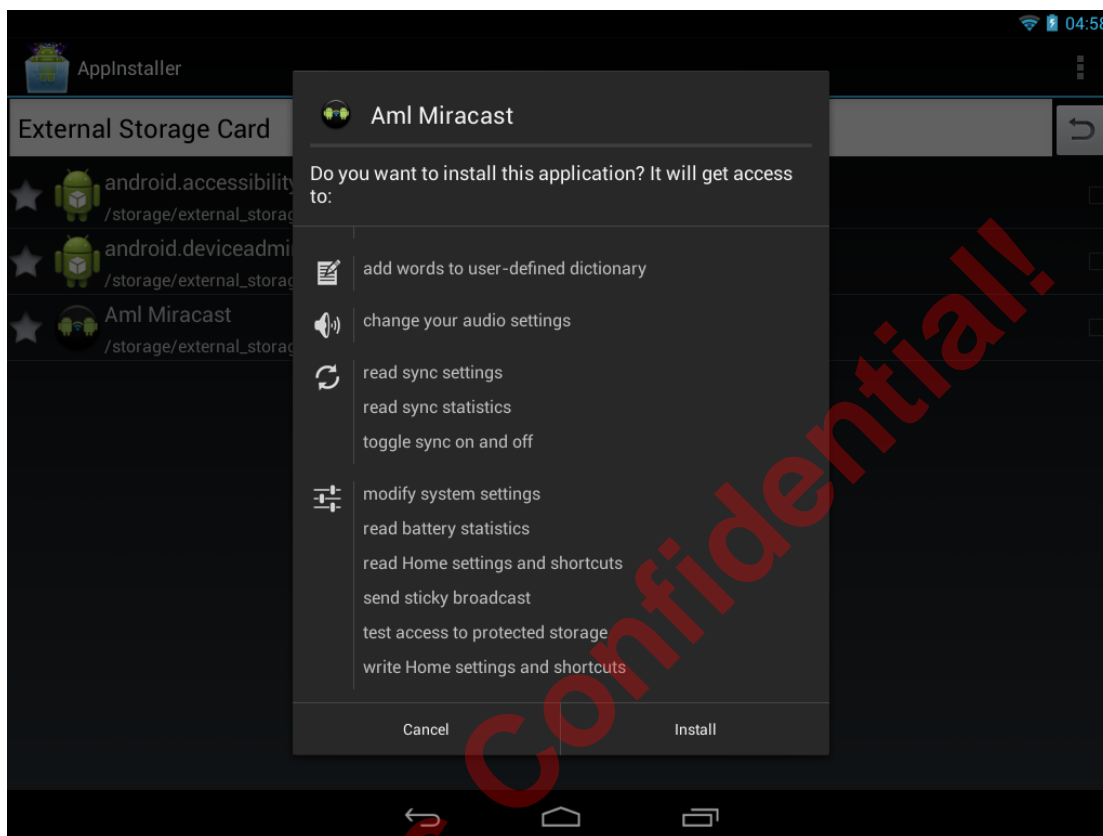 04:58
AppInstaller
External Storage Card
android.accessibility
/storage/external_storag
android.deviceadmi
/storage/external_storag
Aml Miracast
/storage/external_storag
Aml Miracast
Do you want to install this application? It will get access
to:
add words to user-defined dictionary
change your audio settings
read sync settings
read sync statistics
toggle sync on and off
modify system settings
read battery statistics
read Home settings and shortcuts
send sticky broadcast
test access to protected storage
write Home settings and shortcuts
Cancel
Install
Confidential!